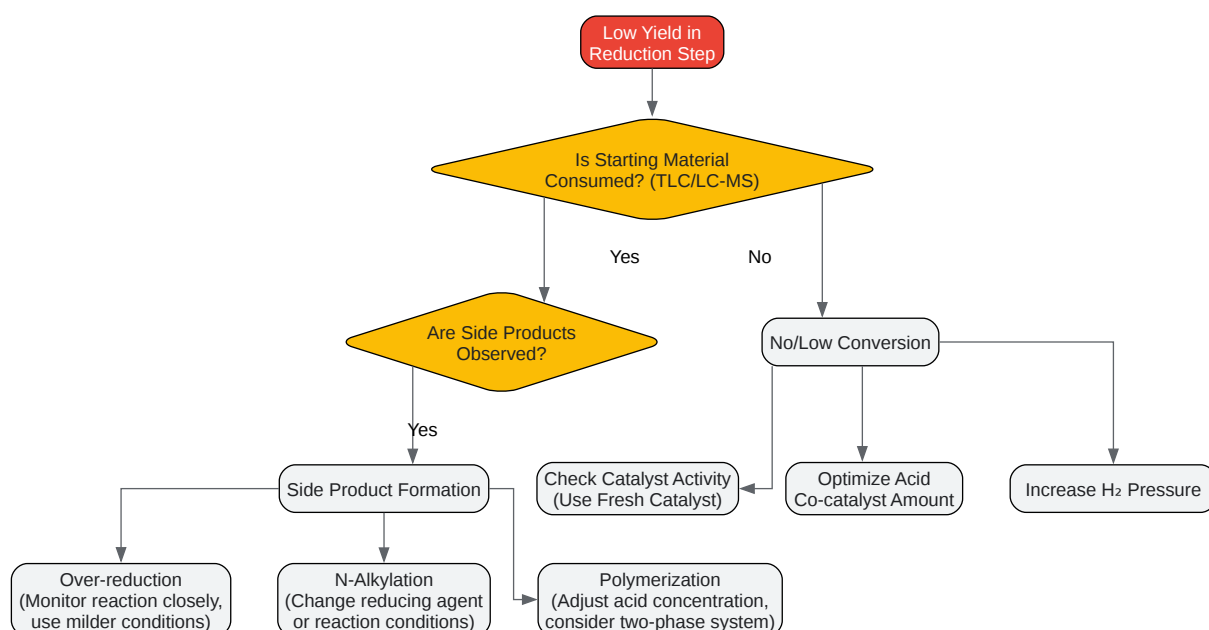 Low Yield in
Reduction Step
Is Starting Material
Consumed? (TLC/LC-MS)
Yes
No
Are Side Products
Observed?
No/Low Conversion
Yes
Side Product Formation
Check Catalyst Activity
(Use Fresh Catalyst)
Optimize Acid
Co-catalyst Amount
Increase H₂ Pressure
Over-reduction
(Monitor reaction closely,
use milder conditions)
N-Alkylation
(Change reducing agent
or reaction conditions)
Polymerization
(Adjust acid concentration,
consider two-phase system)